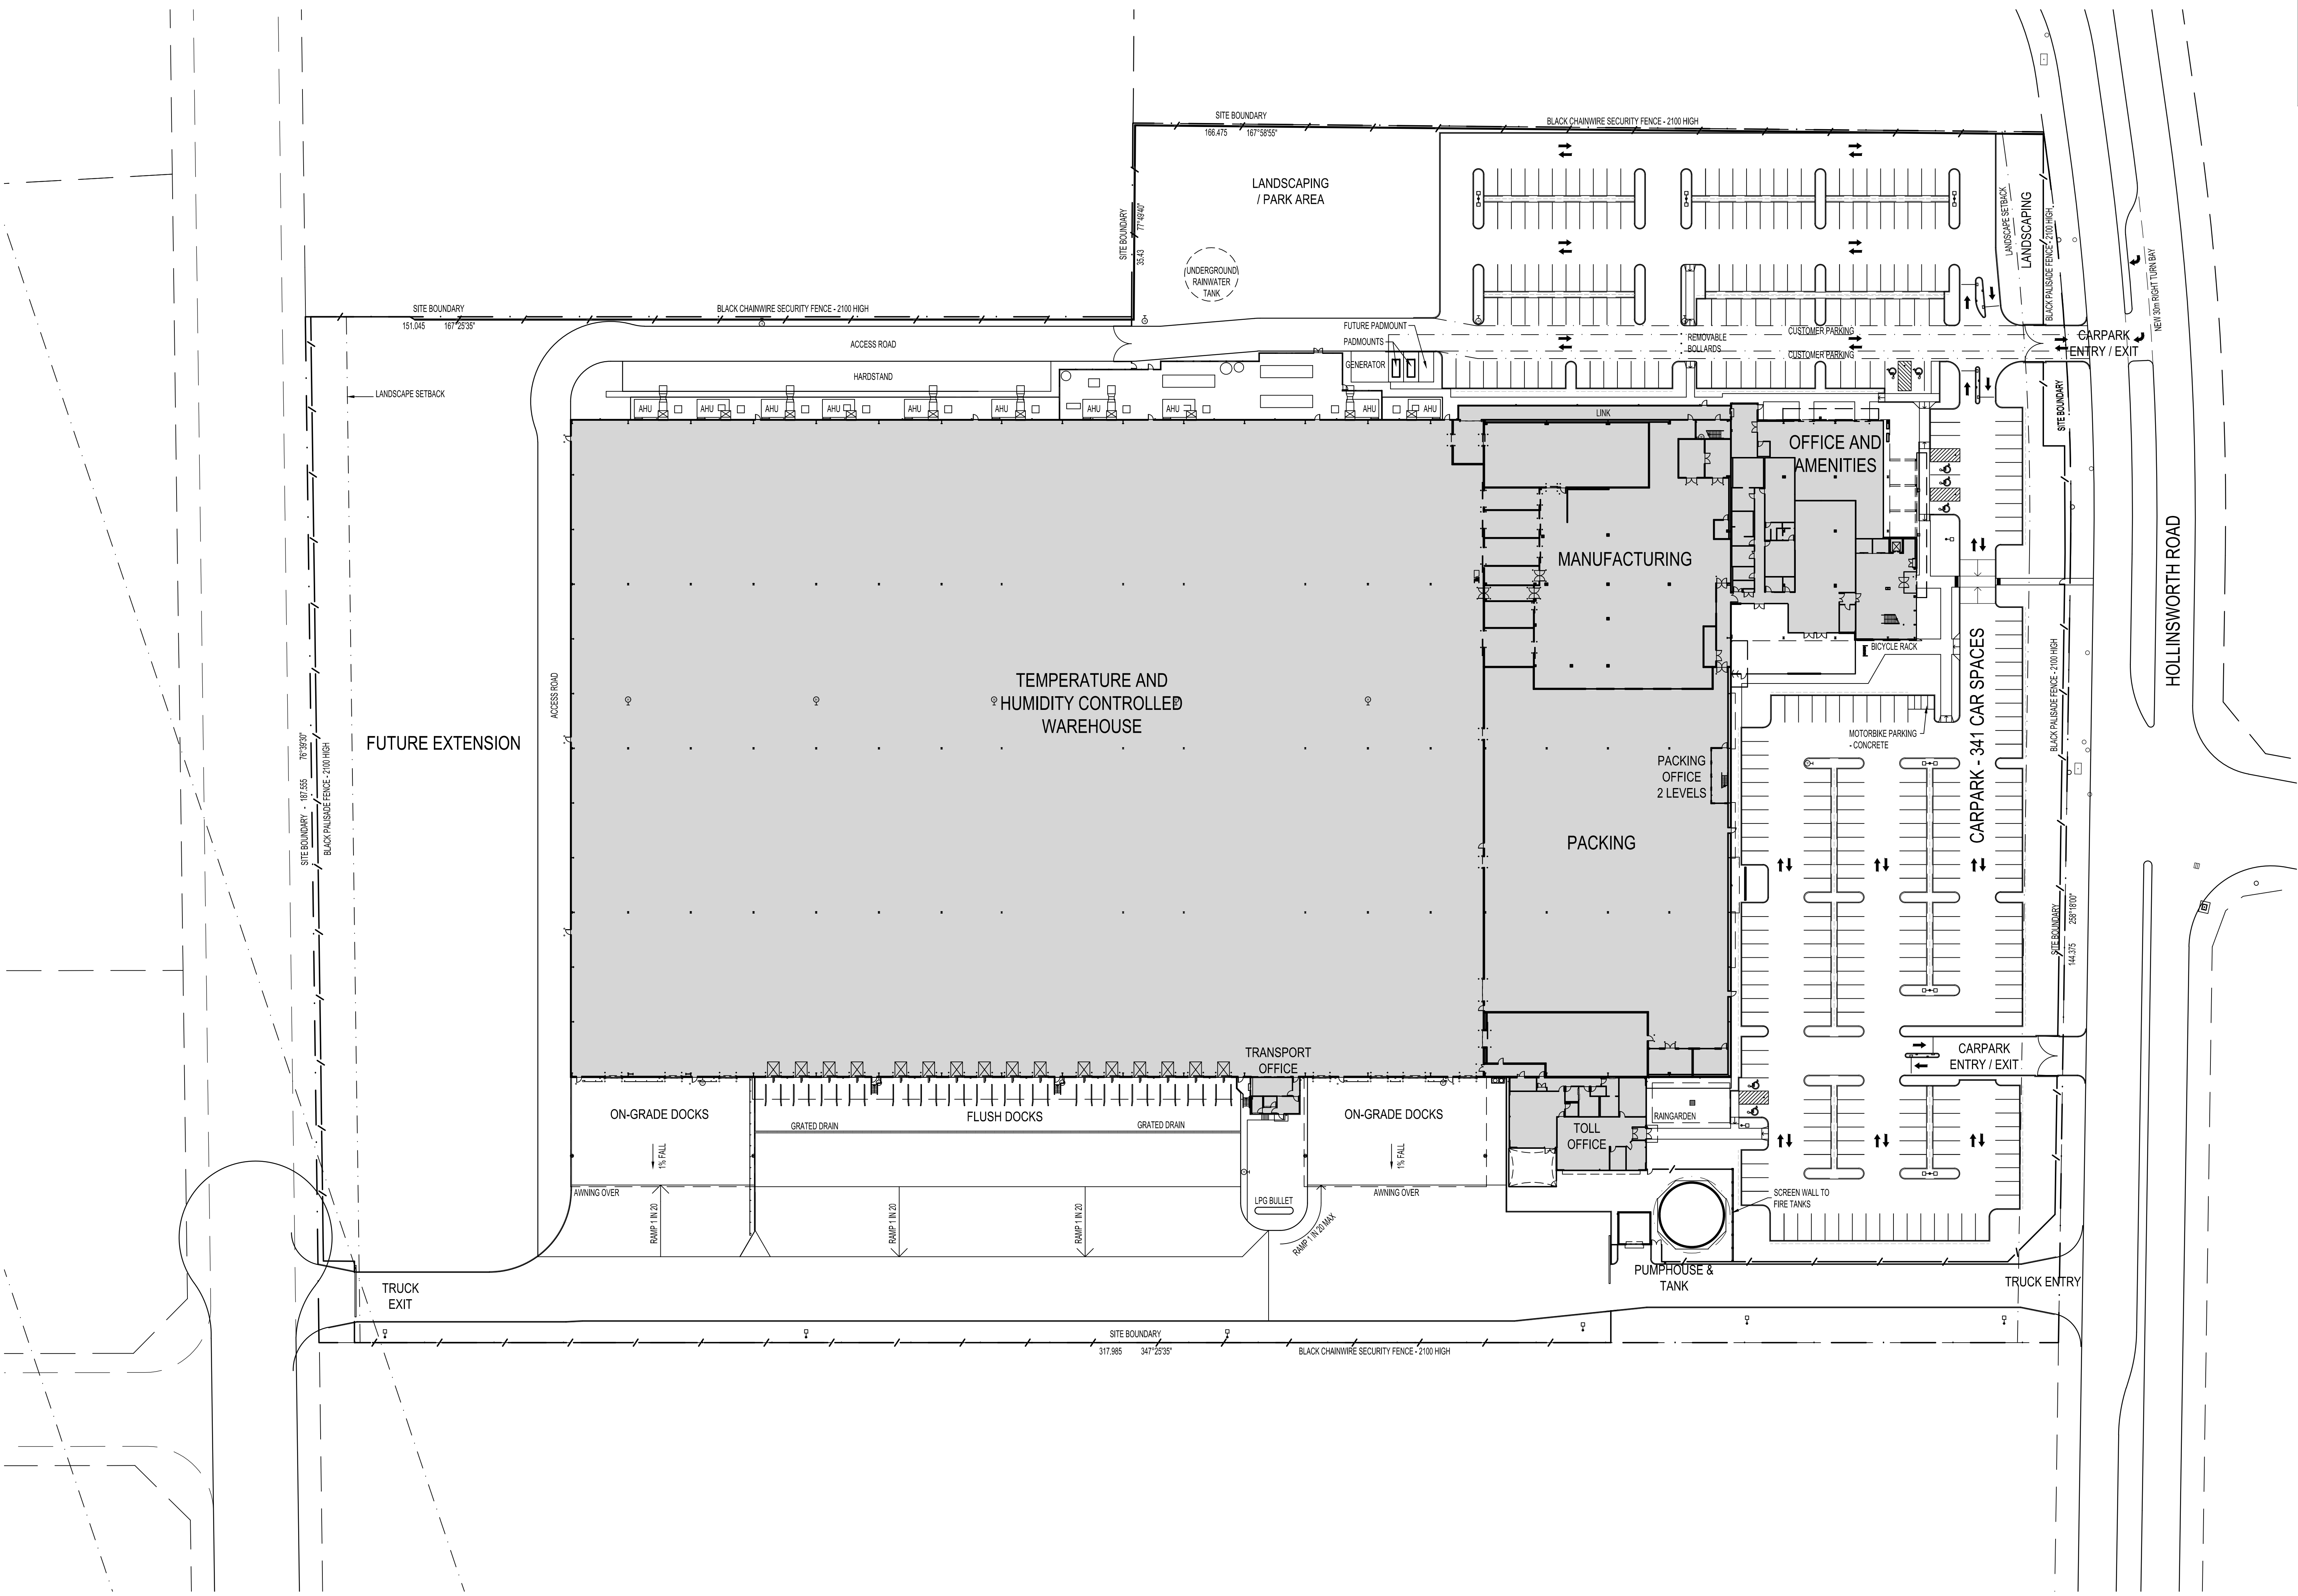 SITE BOUNDARY
166.475 167°58'55"
BLACK CHAINWIRE SECURITY FENCE - 2100 HIGH
LANDSCAPING
/ PARK AREA
SITE BOUNDARY
35.43 77°49'40"
UNDERGROUND
RAINWATER
TANK
LANDSCAPE SETBACK
LANDSCAPING
BLACK PALISADE FENCE - 2100 HIGH
NEW 30m RIGHT TURN BAY
SITE BOUNDARY
151.045 167°25'35"
BLACK CHAINWIRE SECURITY FENCE - 2100 HIGH
ACCESS ROAD
HARDSTAND
FUTURE PADMOUNT
PADMOUNTS
GENERATOR
REMOVABLE
BOLLARDS
CUSTOMER PARKING
CUSTOMER PARKING
CARPARK
ENTRY / EXIT
LANDSCAPE SETBACK
AHU
AHU
AHU
AHU
AHU
AHU
AHU
AHU
AHU
AHU
LINK
SITE BOUNDARY
OFFICE AND
AMENITIES
MANUFACTURING
HOLLINSWORTH ROAD
BICYCLE RACK
ACCESS ROAD
TEMPERATURE AND
HUMIDITY CONTROLLED
WAREHOUSE
FUTURE EXTENSION
SITE BOUNDARY - 187.555 76°39'30"
BLACK PALISADE FENCE - 2100 HIGH
MOTORBIKE PARKING
- CONCRETE
CARPARK - 341 CAR SPACES
BLACK PALISADE FENCE - 2100 HIGH
PACKING
OFFICE
2 LEVELS
PACKING
SITE BOUNDARY
144.375 258°18'00"
TRANSPORT
OFFICE
CARPARK
ENTRY / EXIT
ON-GRADE DOCKS
FLUSH DOCKS
ON-GRADE DOCKS
GRATED DRAIN
GRATED DRAIN
RAINGARDEN
TOLL
OFFICE
1% FALL
1% FALL
AWNING OVER
AWNING OVER
LPG BULLET
SCREEN WALL TO
FIRE TANKS
RAMP 1 IN 20
RAMP 1 IN 20
RAMP 1 IN 20
RAMP 1 IN 20 MAX
PUMPHOUSE &
TANK
TRUCK
EXIT
TRUCK ENTRY
SITE BOUNDARY
317.985 347°25'35"
BLACK CHAINWIRE SECURITY FENCE - 2100 HIGH